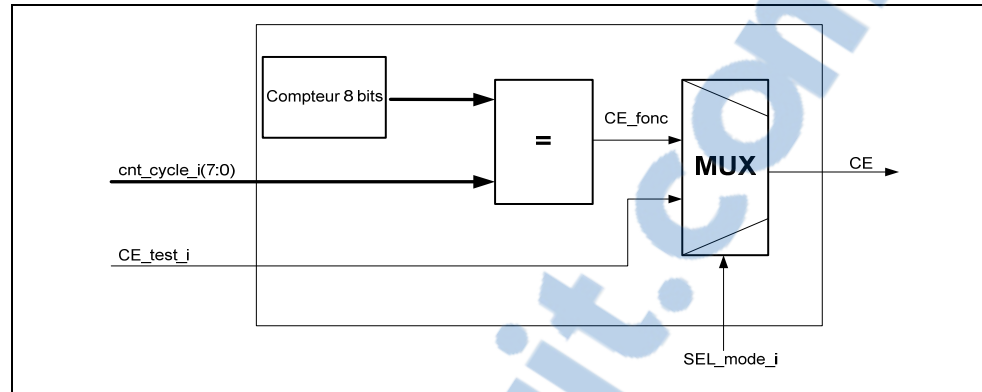 Compteur 8 bits
CE_fonc
=
MUX
CE
cnt_cycle_i(7:0)
CE_test_i
SEL_mode_i